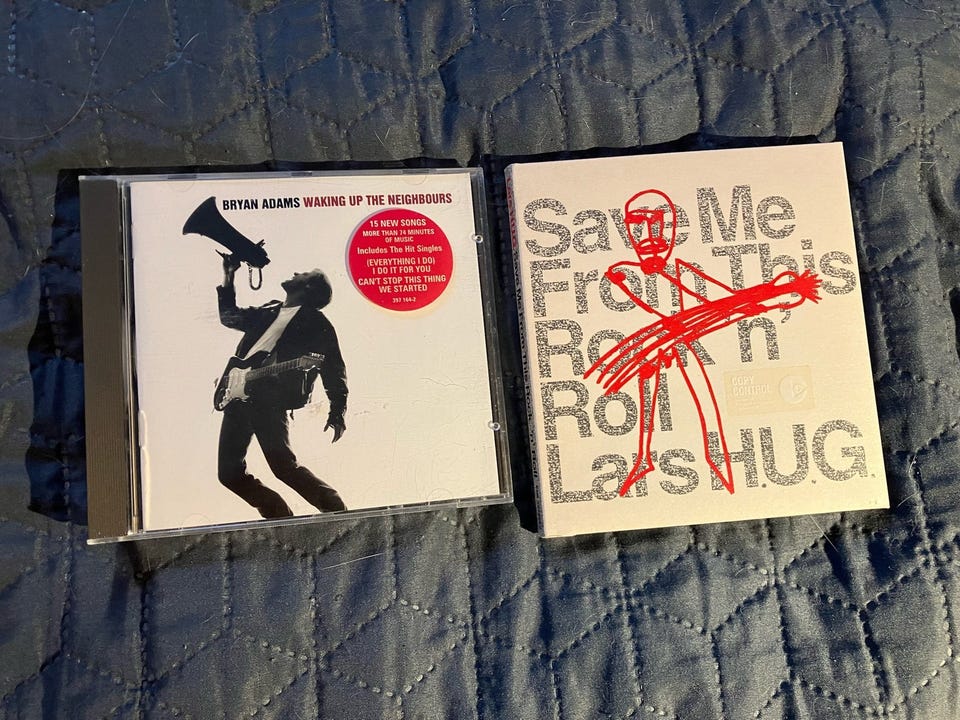 BRYAN ADAMS WAKING UP THE NEIGHBOURS
15 NEW SONGS
MORE THAN 74 MINUTES
OF MUSIC
Includes The Hit Singles
(EVERYTHING I DO)
I DO IT FOR YOU
CAN'T STOP THIS THING
WE STARTED
397 164-2
Save Me
From This
Rock n'
Roll
Lars H.U.G.
COPY
CONTROL